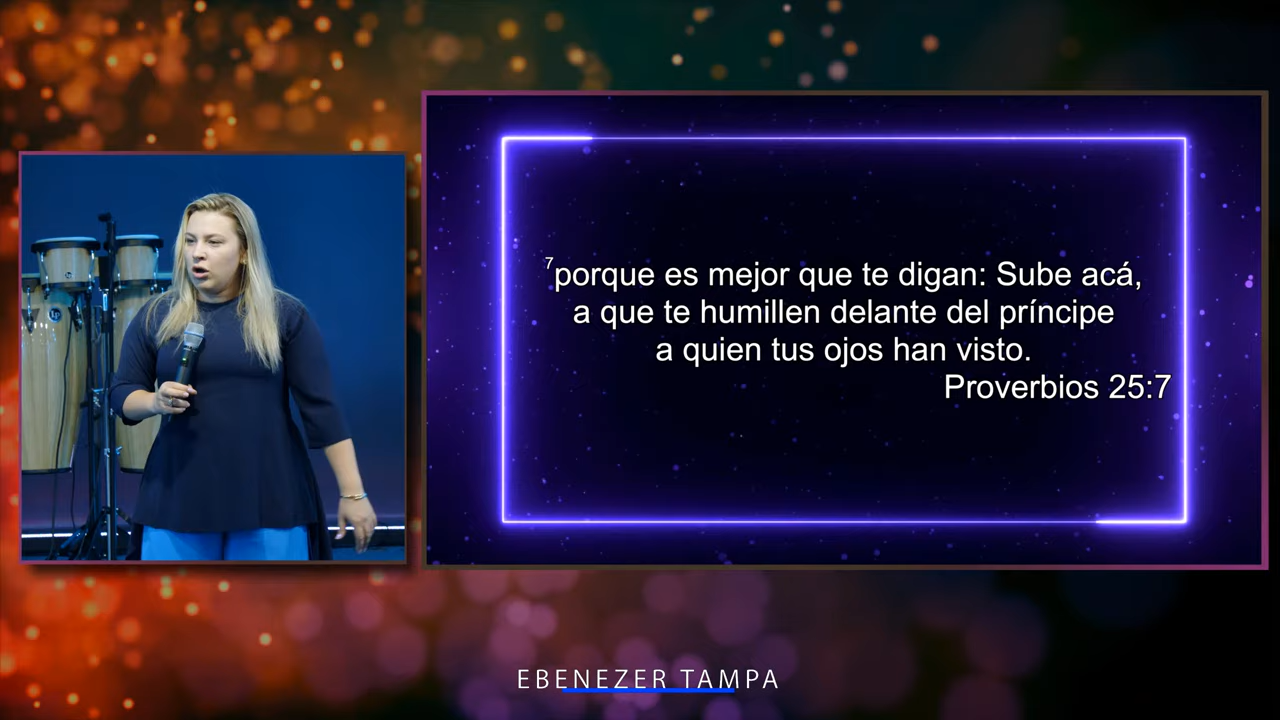 7porque es mejor que te digan: Sube acá,
a que te humillen delante del príncipe
a quien tus ojos han visto.
Proverbios 25:7
EBENEZER TAMPA